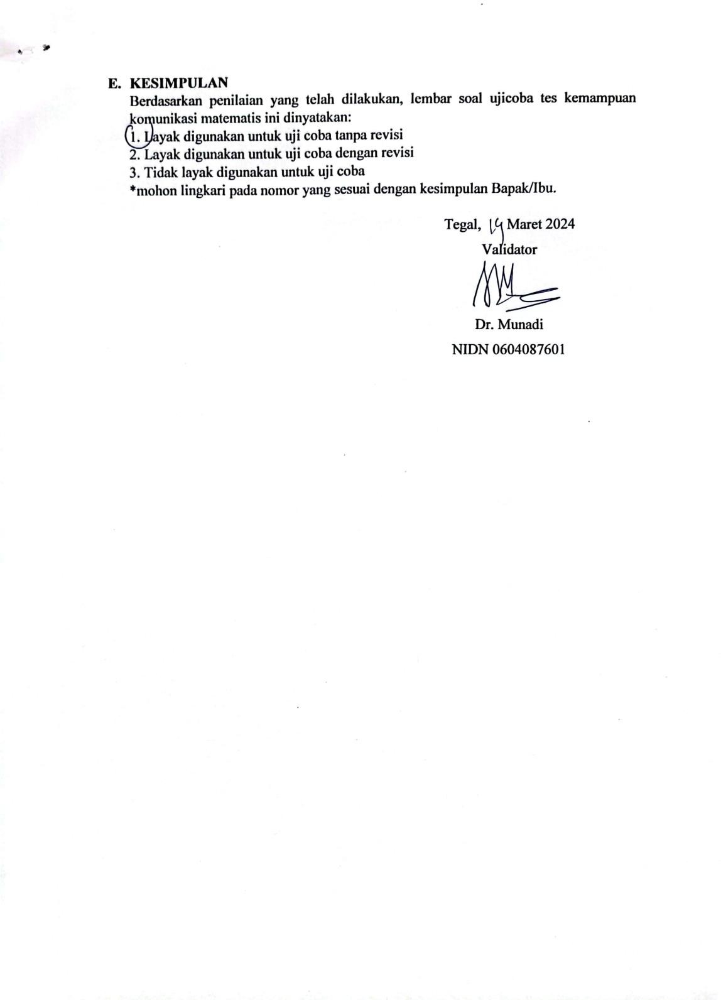 E. KESIMPULAN
Berdasarkan penilaian yang telah dilakukan, lembar soal ujicoba tes kemampuan
komunikasi matematis ini dinyatakan:
1. Layak digunakan untuk uji coba tanpa revisi
2. Layak digunakan untuk uji coba dengan revisi
3. Tidak layak digunakan untuk uji coba
*mohon lingkari pada nomor yang sesuai dengan kesimpulan Bapak/Ibu.
Tegal, Maret 2024
Validator
Dr. Munadi
NIDN 0604087601